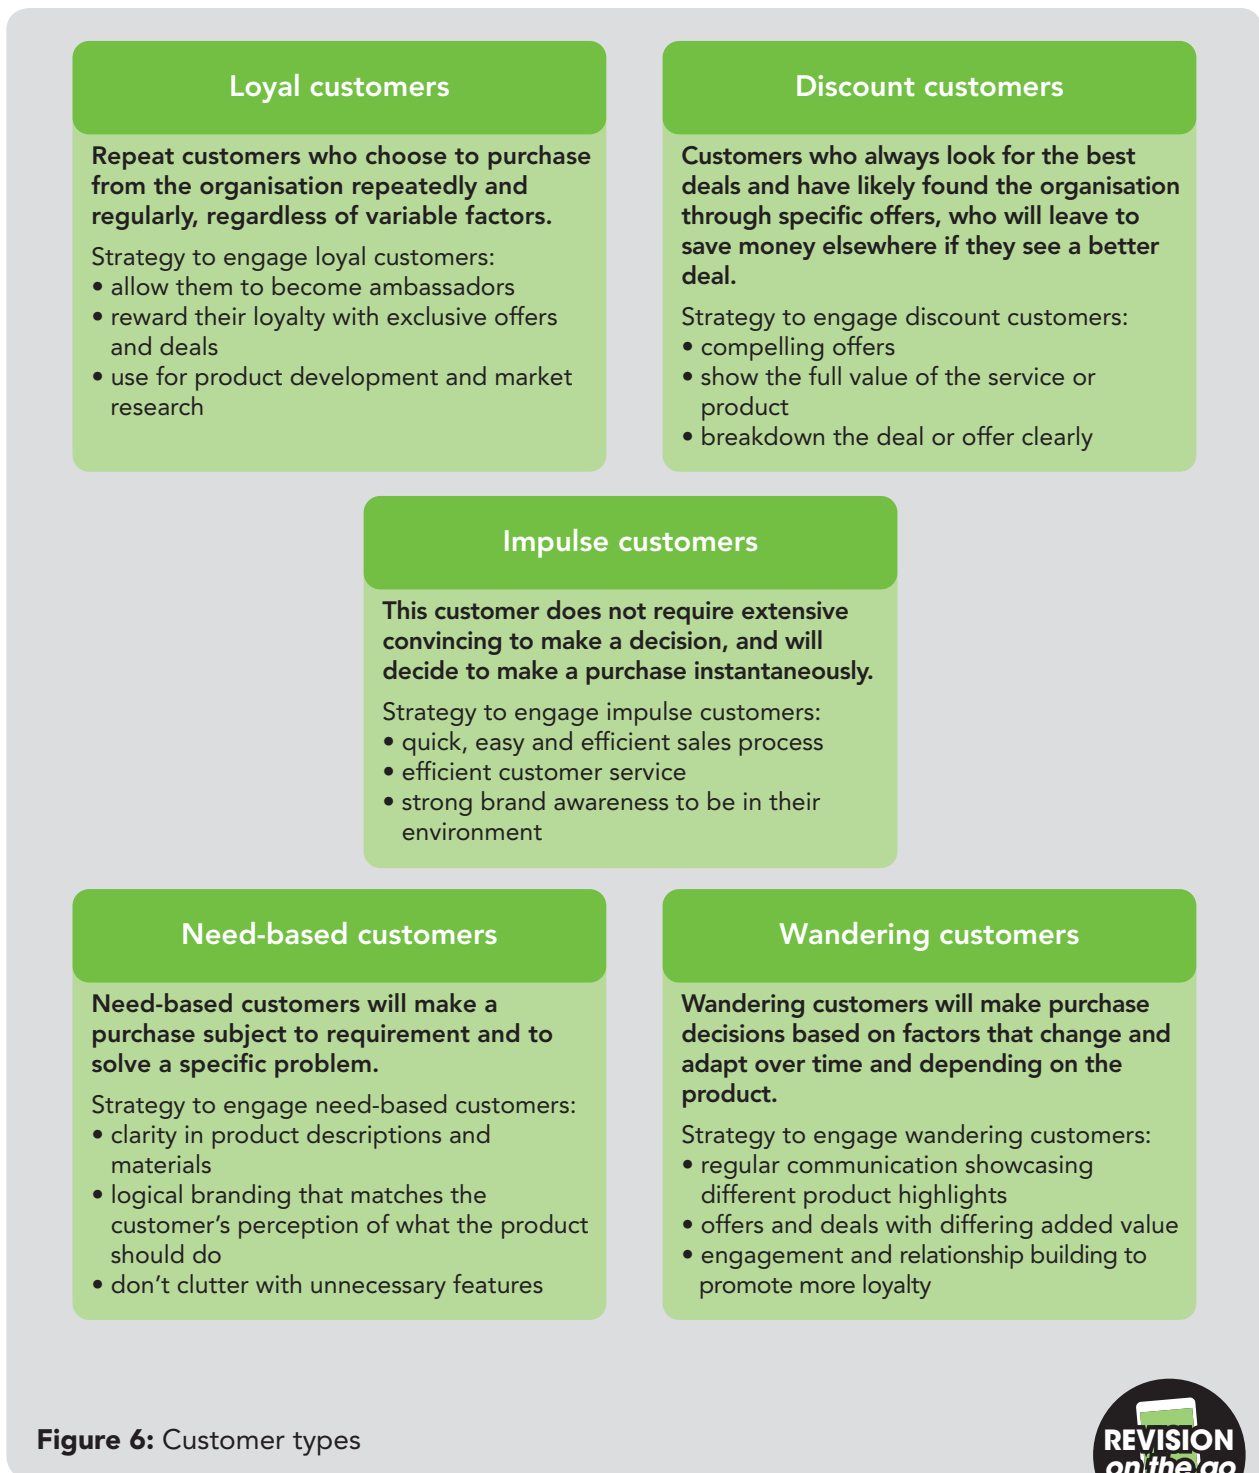 Loyal customers
Repeat customers who choose to purchase
from the organisation repeatedly and
regularly, regardless of variable factors.
Strategy to engage loyal customers:
• allow them to become ambassadors
• reward their loyalty with exclusive offers
and deals
• use for product development and market
research
Discount customers
Customers who always look for the best
deals and have likely found the organisation
through specific offers, who will leave to
save money elsewhere if they see a better
deal.
Strategy to engage discount customers:
• compelling offers
• show the full value of the service or
product
• breakdown the deal or offer clearly
Impulse customers
This customer does not require extensive
convincing to make a decision, and will
decide to make a purchase instantaneously.
Strategy to engage impulse customers:
• quick, easy and efficient sales process
• efficient customer service
• strong brand awareness to be in their
environment
Need-based customers
Need-based customers will make a
purchase subject to requirement and to
solve a specific problem.
Strategy to engage need-based customers:
• clarity in product descriptions and
materials
• logical branding that matches the
customer’s perception of what the product
should do
• don’t clutter with unnecessary features
Wandering customers
Wandering customers will make purchase
decisions based on factors that change and
adapt over time and depending on the
product.
Strategy to engage wandering customers:
• regular communication showcasing
different product highlights
• offers and deals with differing added value
• engagement and relationship building to
promote more loyalty
Figure 6: Customer types
REVISION
on the go